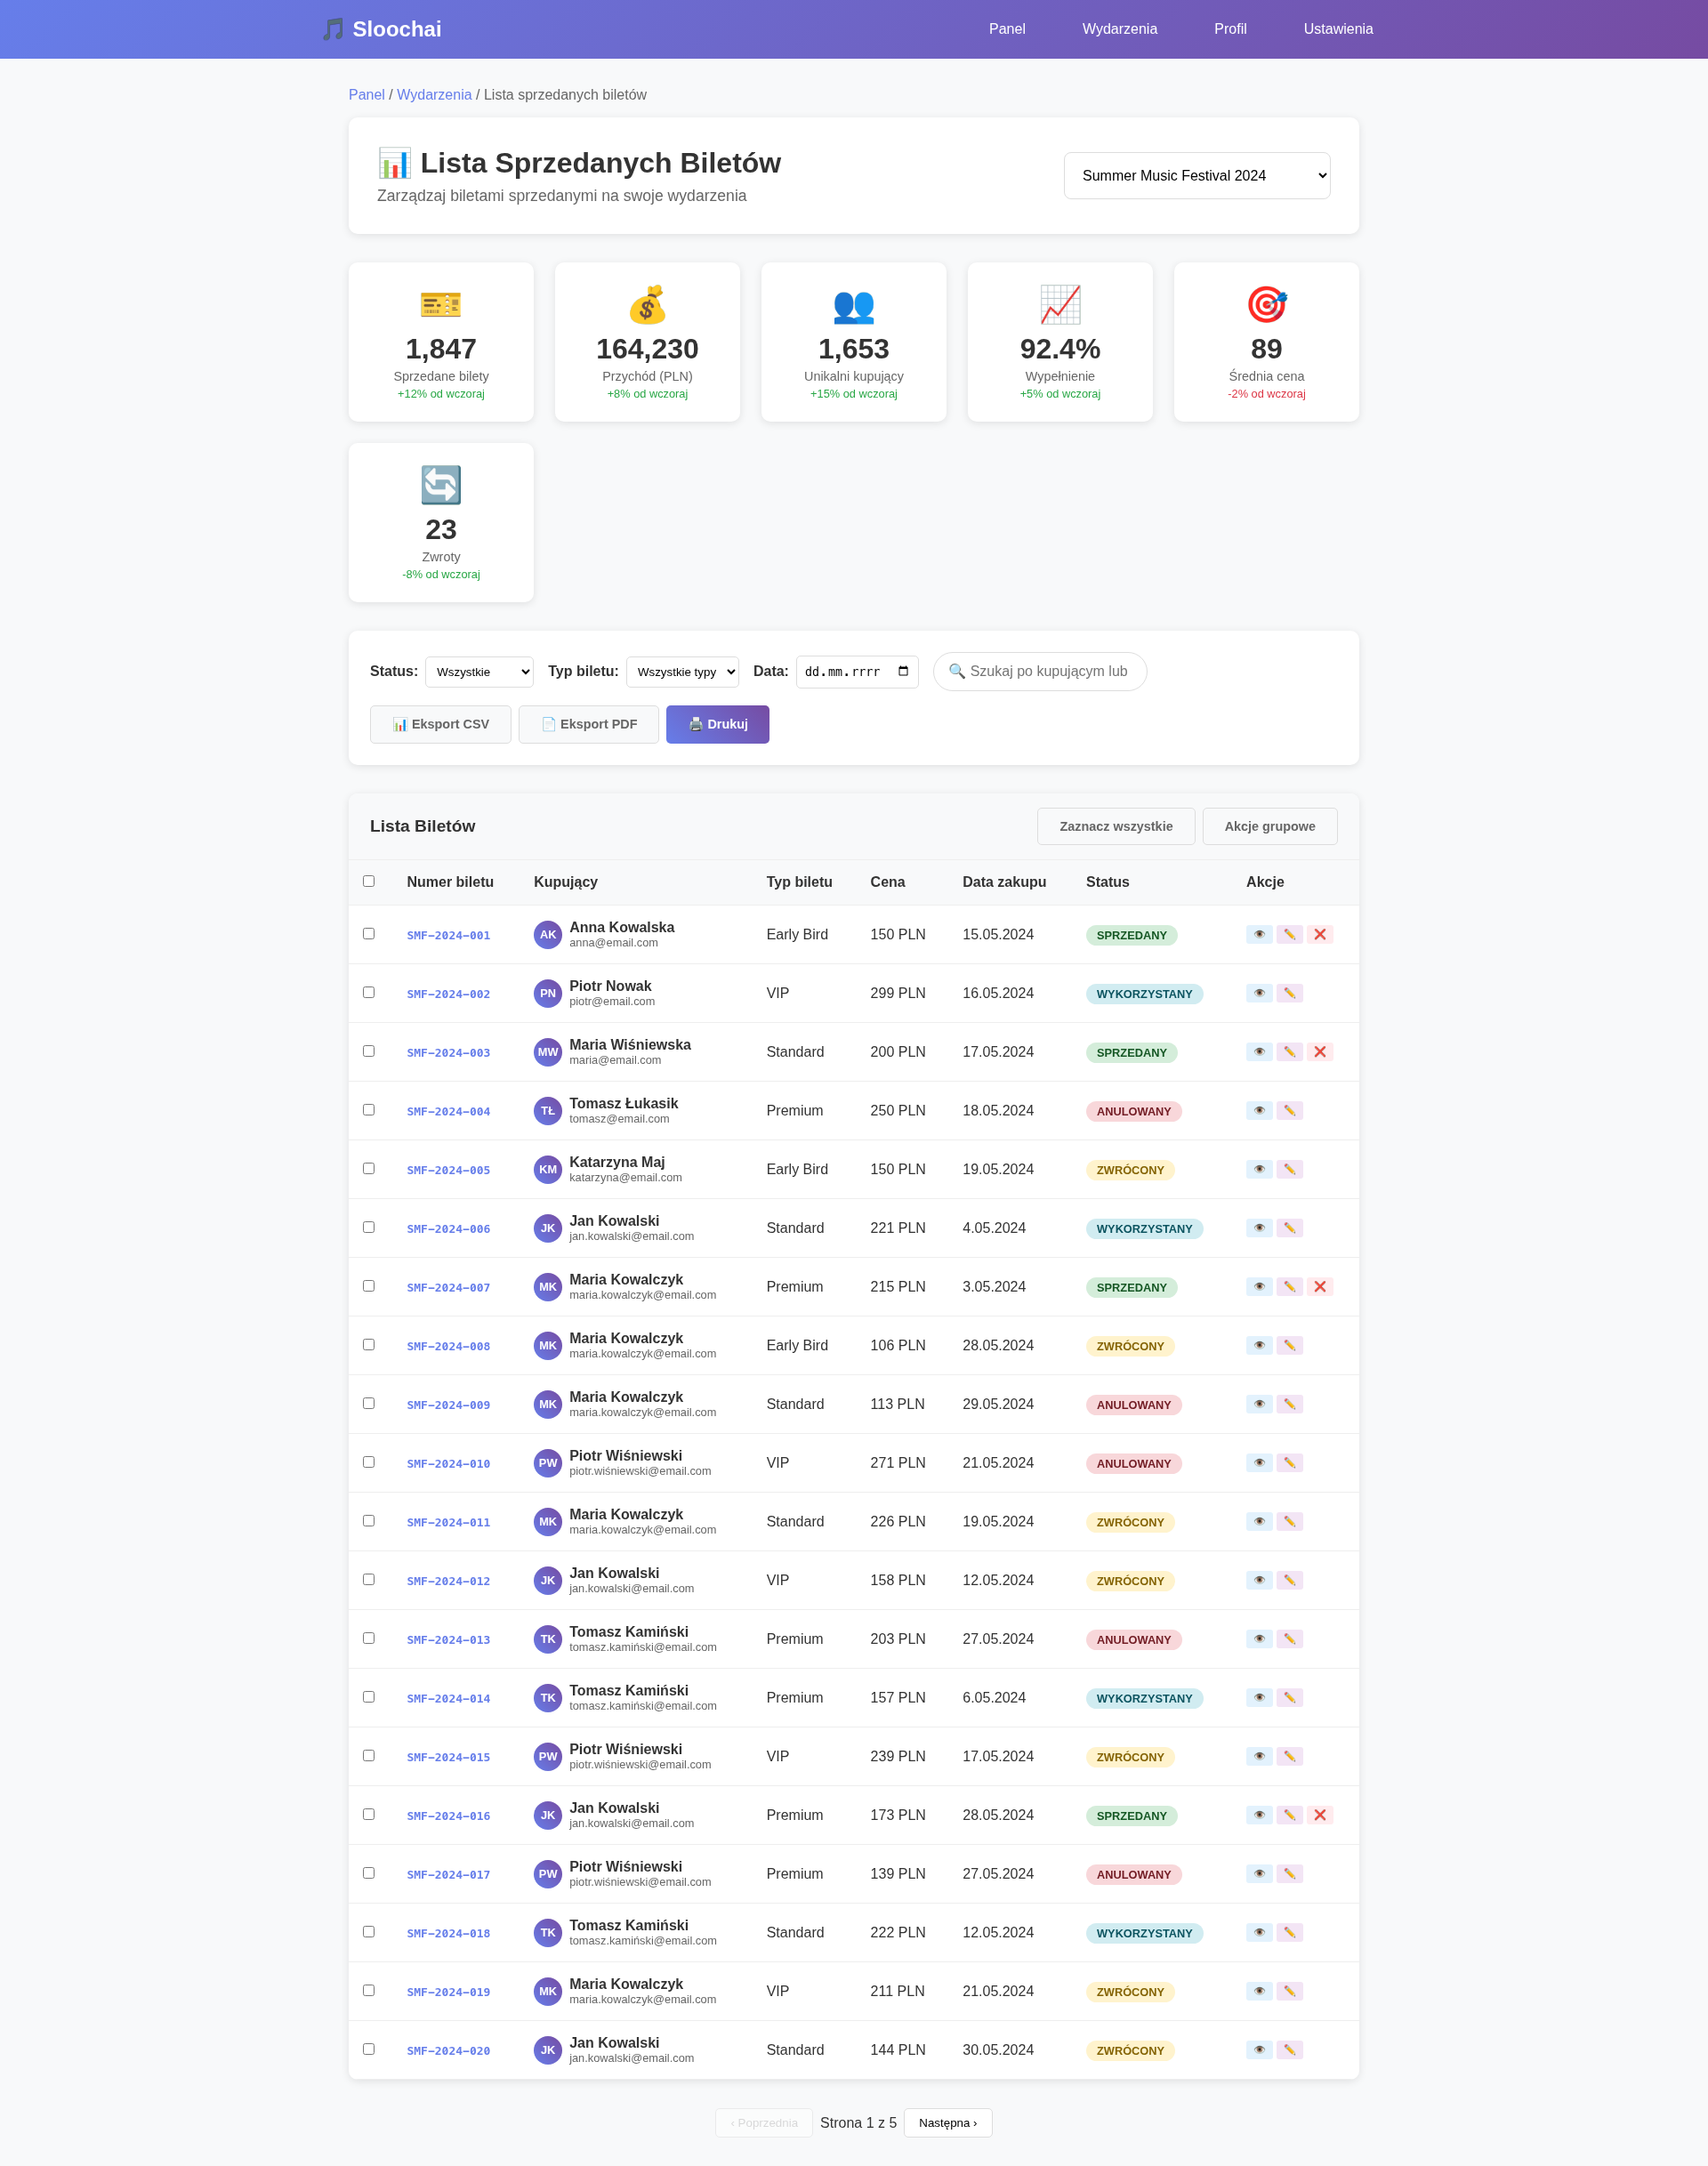 🎵 Sloochai Panel Wydarzenia Profil Ustawienia
Panel / Wydarzenia / Lista sprzedanych biletów
📊 Lista Sprzedanych Biletów
Zarządzaj biletami sprzedanymi na swoje wydarzenia
Summer Music Festival 2024
1,847
Sprzedane bilety
+12% od wczoraj
164,230
Przychód (PLN)
+8% od wczoraj
1,653
Unikalni kupujący
+15% od wczoraj
92.4%
Wypełnienie
+5% od wczoraj
89
Średnia cena
-2% od wczoraj
23
Zwroty
-8% od wczoraj
Status: Wszystkie Typ biletu: Wszystkie typy Data: dd.mm.rrrr 🔍 Szukaj po kupującym lub
📊 Eksport CSV 📄 Eksport PDF 🖨️ Drukuj
Lista Biletów Zaznacz wszystkie Akcje grupowe
Numer biletu Kupujący Typ biletu Cena Data zakupu Status Akcje
SMF-2024-001 AK Anna Kowalska Early Bird 150 PLN 15.05.2024 SPRZEDANY
anna@email.com
SMF-2024-002 PN Piotr Nowak VIP 299 PLN 16.05.2024 WYKORZYSTANY
piotr@email.com
SMF-2024-003 MW Maria Wiśniewska Standard 200 PLN 17.05.2024 SPRZEDANY
maria@email.com
SMF-2024-004 TŁ Tomasz Łukasik Premium 250 PLN 18.05.2024 ANULOWANY
tomasz@email.com
SMF-2024-005 KM Katarzyna Maj Early Bird 150 PLN 19.05.2024 ZWRÓCONY
katarzyna@email.com
SMF-2024-006 JK Jan Kowalski Standard 221 PLN 4.05.2024 WYKORZYSTANY
jan.kowalski@email.com
SMF-2024-007 MK Maria Kowalczyk Premium 215 PLN 3.05.2024 SPRZEDANY
maria.kowalczyk@email.com
SMF-2024-008 MK Maria Kowalczyk Early Bird 106 PLN 28.05.2024 ZWRÓCONY
maria.kowalczyk@email.com
SMF-2024-009 MK Maria Kowalczyk Standard 113 PLN 29.05.2024 ANULOWANY
maria.kowalczyk@email.com
SMF-2024-010 PW Piotr Wiśniewski VIP 271 PLN 21.05.2024 ANULOWANY
piotr.wiśniewski@email.com
SMF-2024-011 MK Maria Kowalczyk Standard 226 PLN 19.05.2024 ZWRÓCONY
maria.kowalczyk@email.com
SMF-2024-012 JK Jan Kowalski VIP 158 PLN 12.05.2024 ZWRÓCONY
jan.kowalski@email.com
SMF-2024-013 TK Tomasz Kamiński Premium 203 PLN 27.05.2024 ANULOWANY
tomasz.kamiński@email.com
SMF-2024-014 TK Tomasz Kamiński Premium 157 PLN 6.05.2024 WYKORZYSTANY
tomasz.kamiński@email.com
SMF-2024-015 PW Piotr Wiśniewski VIP 239 PLN 17.05.2024 ZWRÓCONY
piotr.wiśniewski@email.com
SMF-2024-016 JK Jan Kowalski Premium 173 PLN 28.05.2024 SPRZEDANY
jan.kowalski@email.com
SMF-2024-017 PW Piotr Wiśniewski Premium 139 PLN 27.05.2024 ANULOWANY
piotr.wiśniewski@email.com
SMF-2024-018 TK Tomasz Kamiński Standard 222 PLN 12.05.2024 WYKORZYSTANY
tomasz.kamiński@email.com
SMF-2024-019 MK Maria Kowalczyk VIP 211 PLN 21.05.2024 ZWRÓCONY
maria.kowalczyk@email.com
SMF-2024-020 JK Jan Kowalski Standard 144 PLN 30.05.2024 ZWRÓCONY
jan.kowalski@email.com
‹ Poprzednia Strona 1 z 5 Następna ›